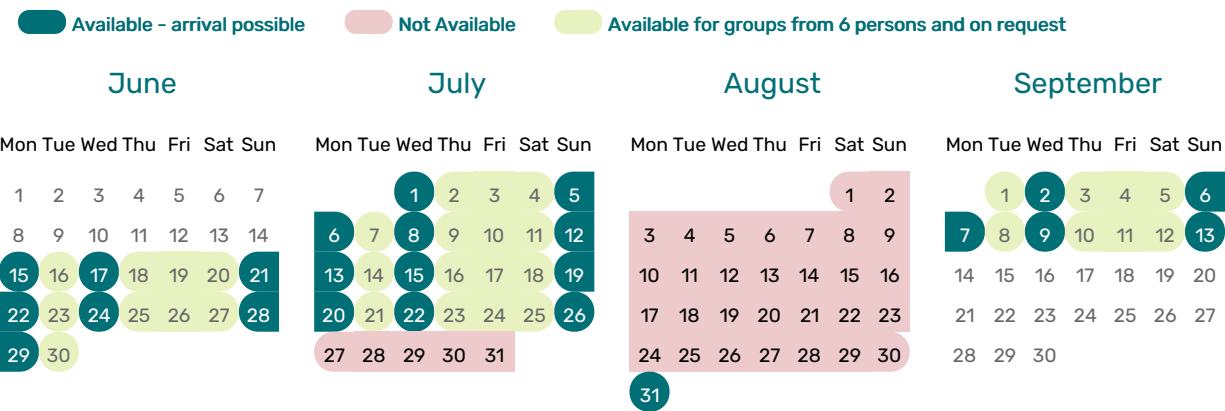 Available - arrival possible Not Available Available for groups from 6 persons and on request
June July August September
Mon Tue Wed Thu Fri Sat Sun Mon Tue Wed Thu Fri Sat Sun Mon Tue Wed Thu Fri Sat Sun Mon Tue Wed Thu Fri Sat Sun
1 2 3 4 5 6 7 1 2 3 4 5 1 2 1 2 3 4 5 6
8 9 10 11 12 13 14 6 7 8 9 10 11 12 3 4 5 6 7 8 9 7 8 9 10 11 12 13
15 16 17 18 19 20 21 13 14 15 16 17 18 19 10 11 12 13 14 15 16 14 15 16 17 18 19 20
22 23 24 25 26 27 28 20 21 22 23 24 25 26 17 18 19 20 21 22 23 21 22 23 24 25 26 27
29 30 27 28 29 30 31 24 25 26 27 28 29 30 28 29 30
31